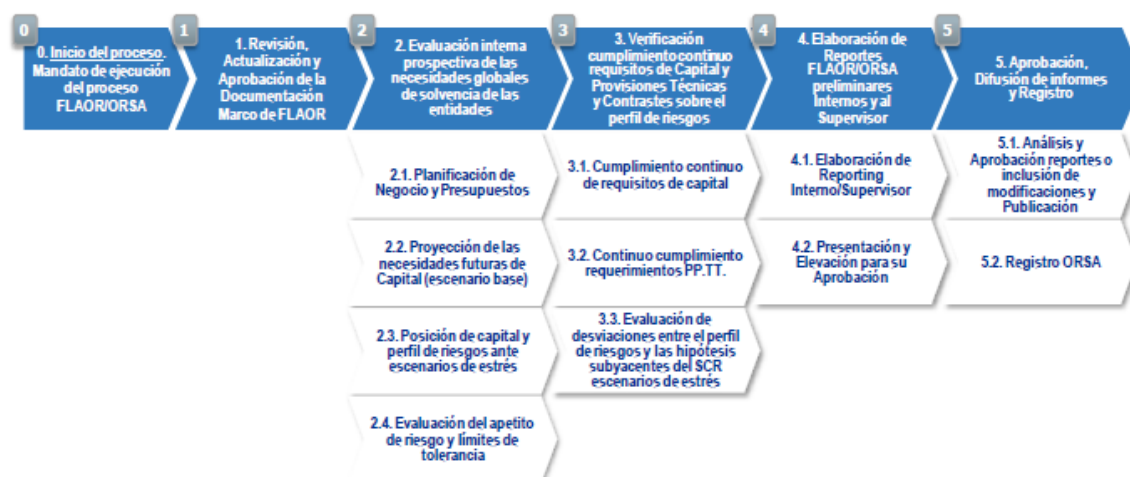 0
0. Inicio del proceso.
Mandato de ejecución
del proceso
FLAOR/ORSA
1
1. Revisión,
Actualización y
Aprobación de la
Documentación
Marco de FLAOR
2
2. Evaluación interna
prospectiva de las
necesidades globales
de solvencia de las
entidades
3
3. Verificación
cumplimiento continuo
requisitos de Capital y
Provisiones Técnicas
y Contrastes sobre el
perfil de riesgos
4
4. Elaboración de
Reportes
FLAOR/ORSA
preliminares
Internos y al
Supervisor
5
5. Aprobación,
Difusión de informes
y Registro
2.1. Planificación de
Negocio y Presupuestos
2.2. Proyección de las
necesidades futuras de
Capital (escenario base)
2.3. Posición de capital y
perfil de riesgos ante
escenarios de estrés
2.4. Evaluación del apetito
de riesgo y límites de
tolerancia
3.1. Cumplimiento continuo
de requisitos de capital
3.2. Continuo cumplimiento
requerimientos PP.TT.
3.3. Evaluación de
desviaciones entre el perfil
de riesgos y las hipótesis
subyacentes del SCR
escenarios de estrés
4.1. Elaboración de
Reporting
Interno/Supervisor
4.2. Presentación y
Elevación para su
Aprobación
5.1. Análisis y
Aprobación reportes o
inclusión de
modificaciones y
Publicación
5.2. Registro ORSA